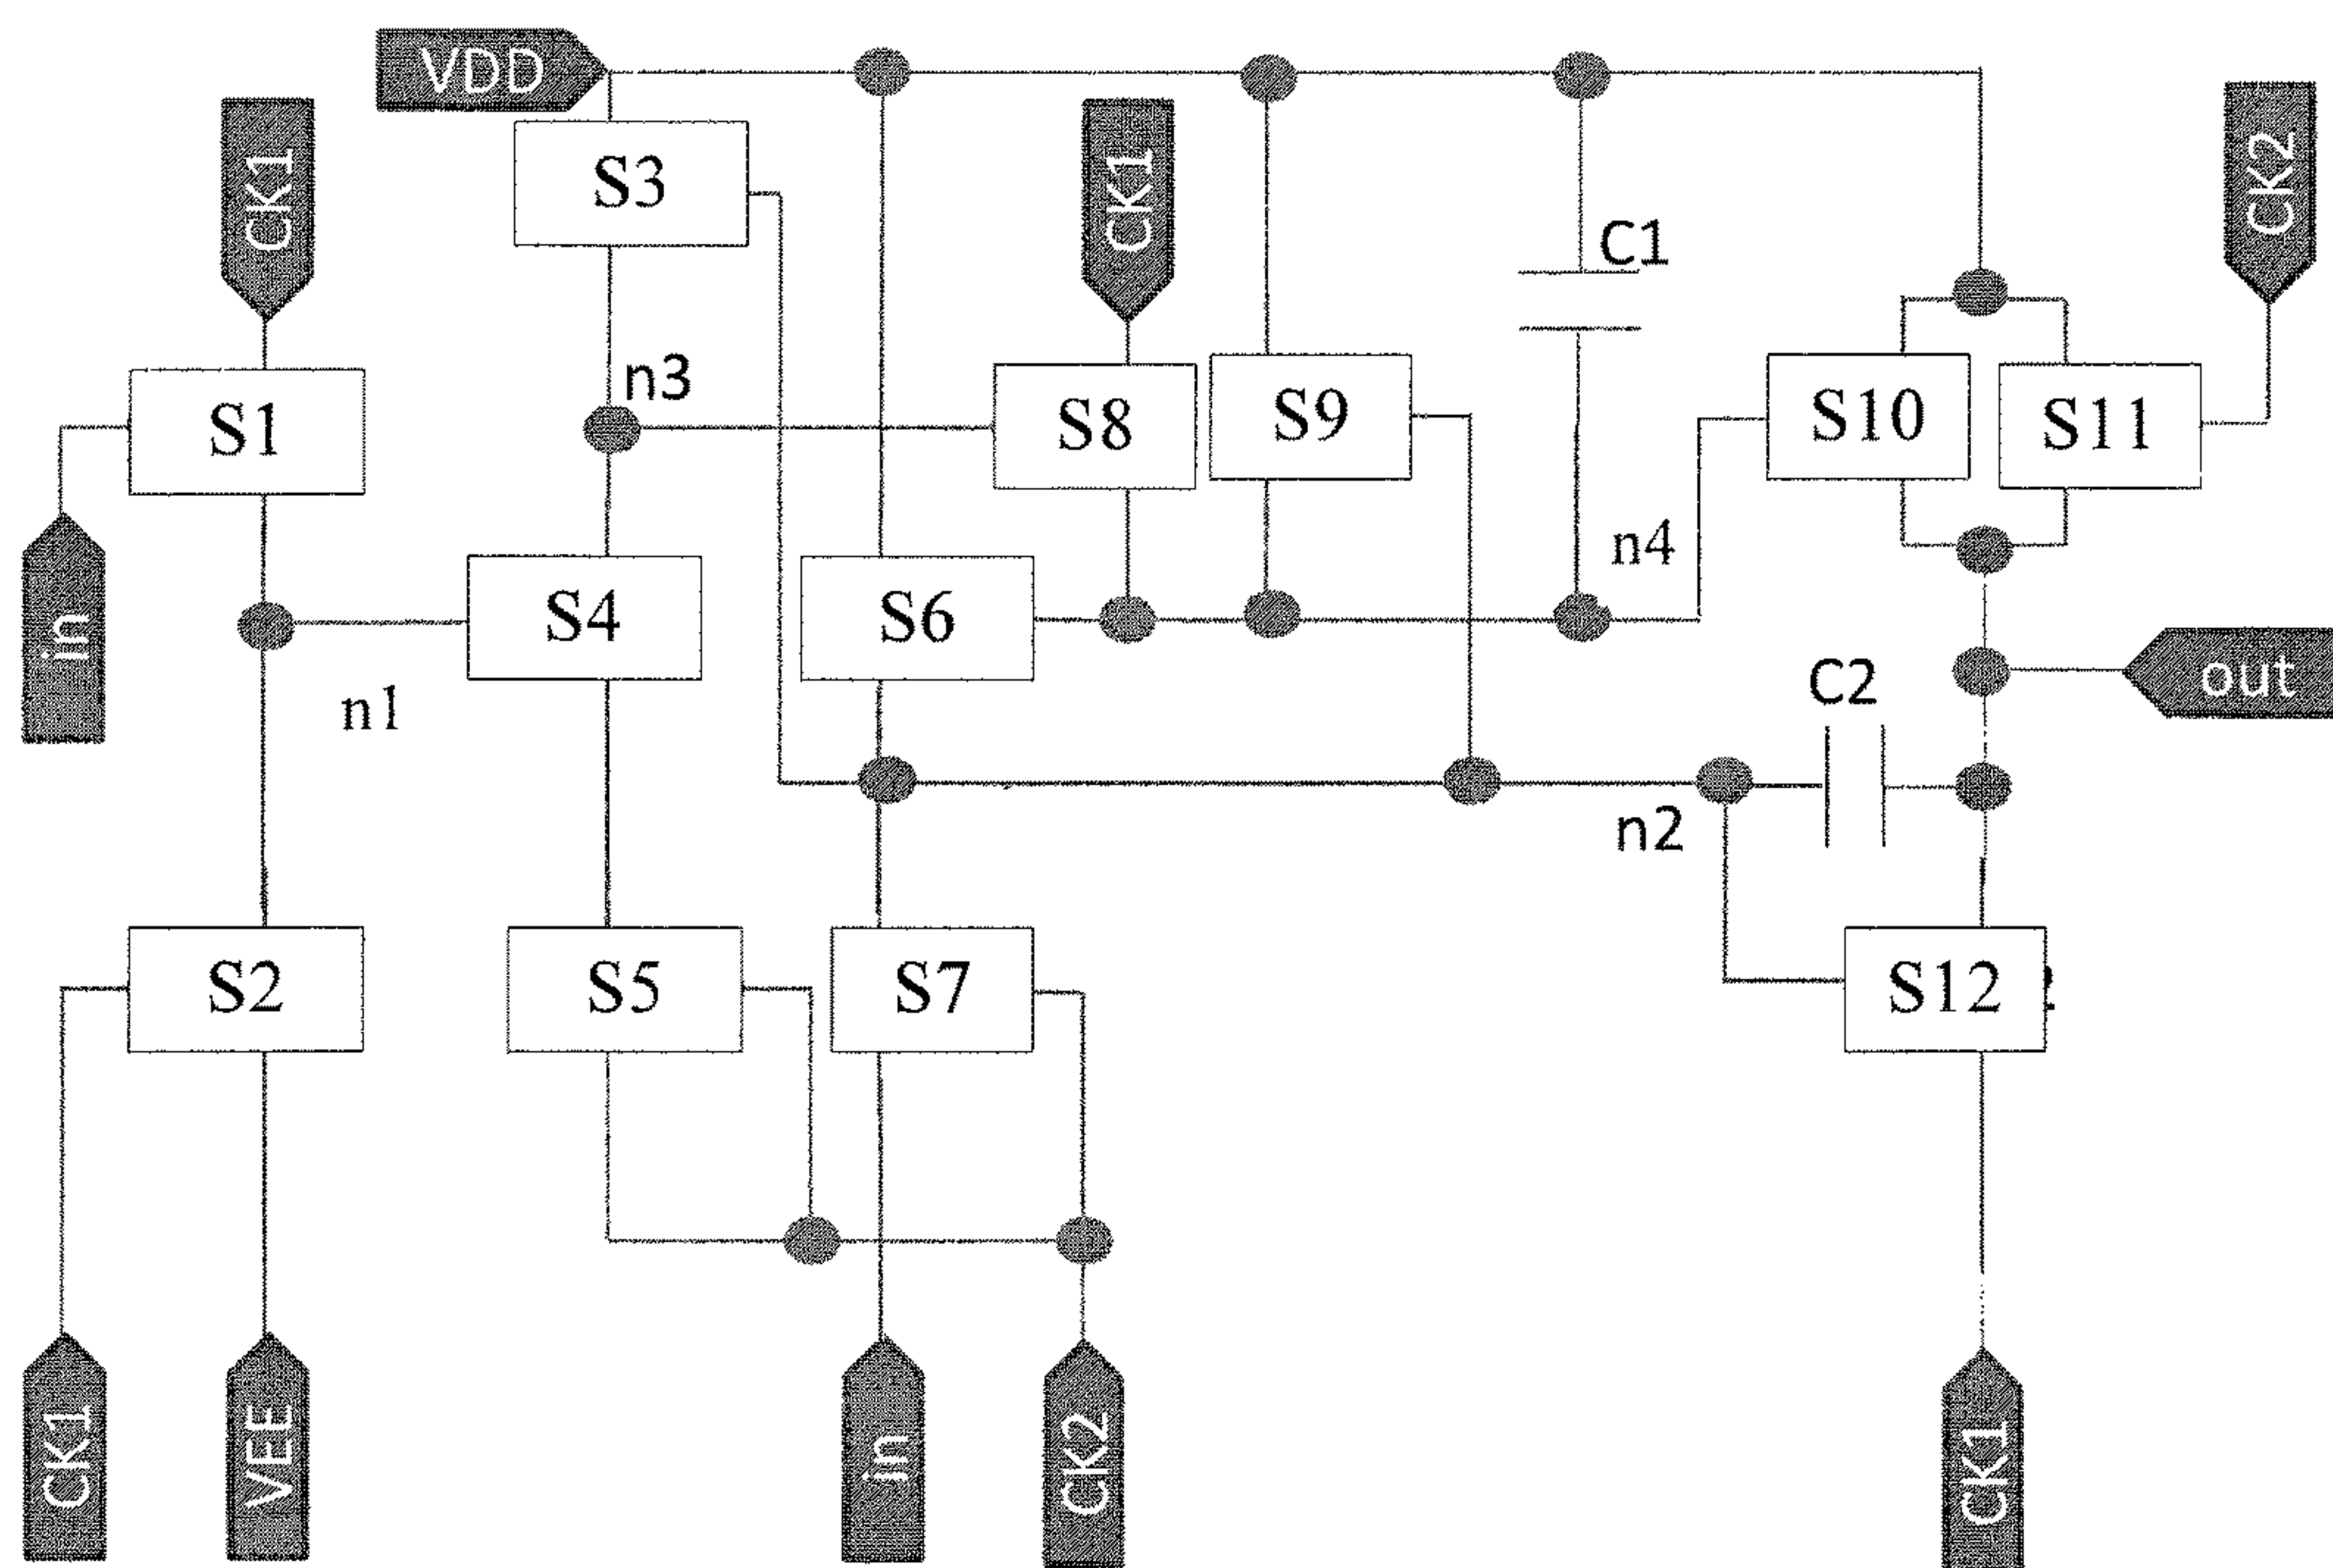 VDD
CK1
S3
CK1
CK2
C1
n3
S1
S8
S9
S10
S11
in
n4
S4
S6
n1
C2
out
n2
S2
S5
S7
S12
CK1
VEE
in
CK2
CK1